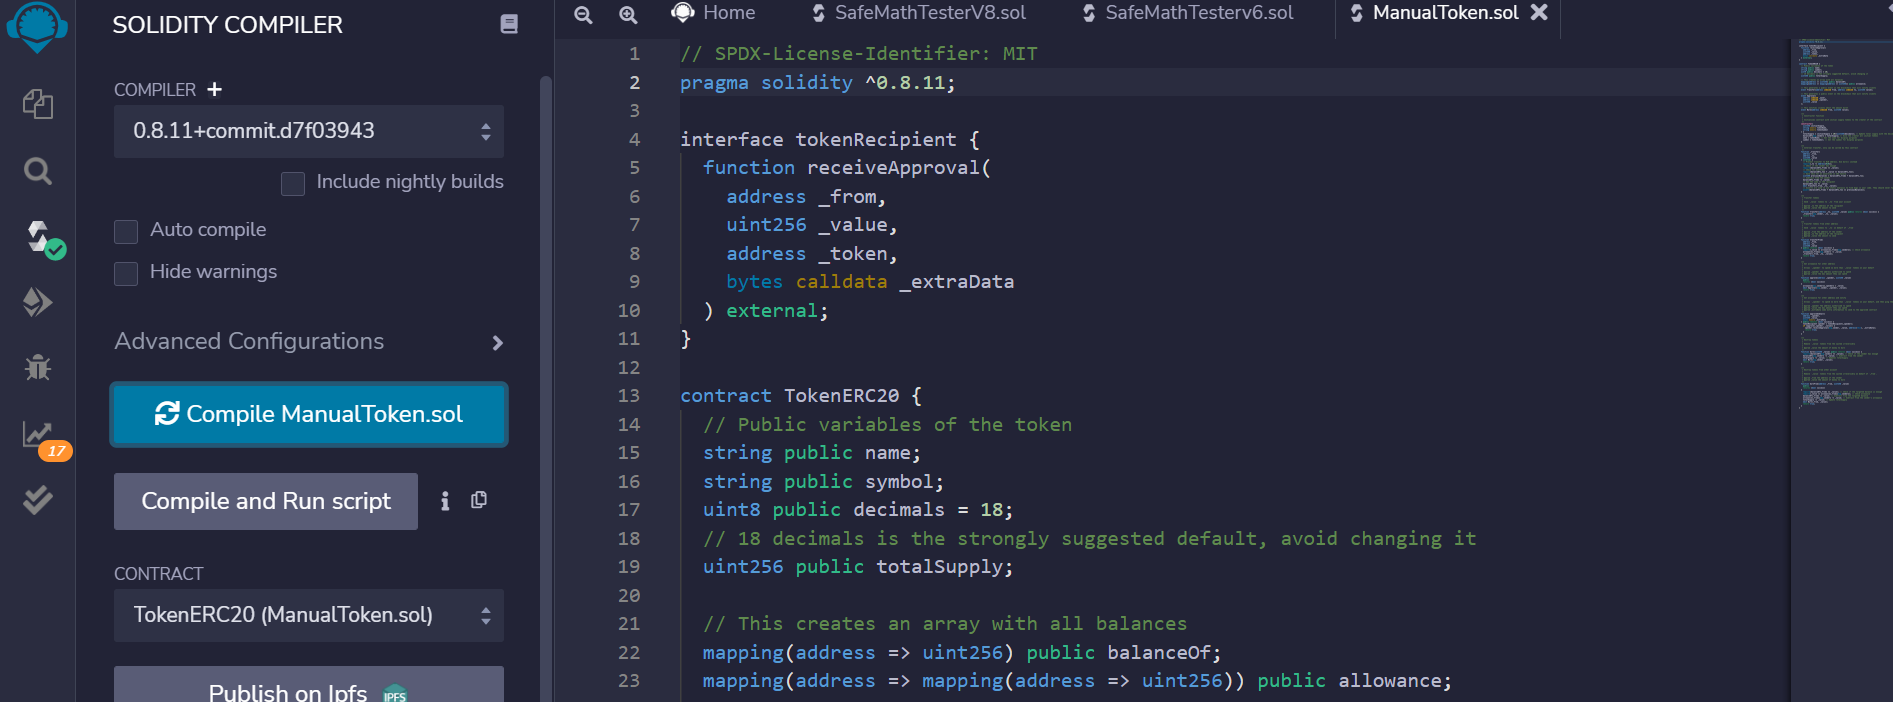 SOLIDITY COMPILER
COMPILER +
0.8.11+commit.d7f03943
Include nightly builds
Auto compile
Hide warnings
Advanced Configurations
Compile ManualToken.sol
17
Compile and Run script
CONTRACT
TokenERC20 (ManualToken.sol)
Publish on Ipfs IPFS
Home SafeMathTesterV8.sol SafeMathTesterv6.sol ManualToken.sol
1 // SPDX-License-Identifier: MIT
2 pragma solidity ^0.8.11;
3
4 interface tokenRecipient {
5 function receiveApproval(
6 address _from,
7 uint256 _value,
8 address _token,
9 bytes calldata _extraData
10 ) external;
11 }
12
13 contract TokenERC20 {
14 // Public variables of the token
15 string public name;
16 string public symbol;
17 uint8 public decimals = 18;
18 // 18 decimals is the strongly suggested default, avoid changing it
19 uint256 public totalSupply;
20
21 // This creates an array with all balances
22 mapping(address => uint256) public balanceOf;
23 mapping(address => mapping(address => uint256)) public allowance;